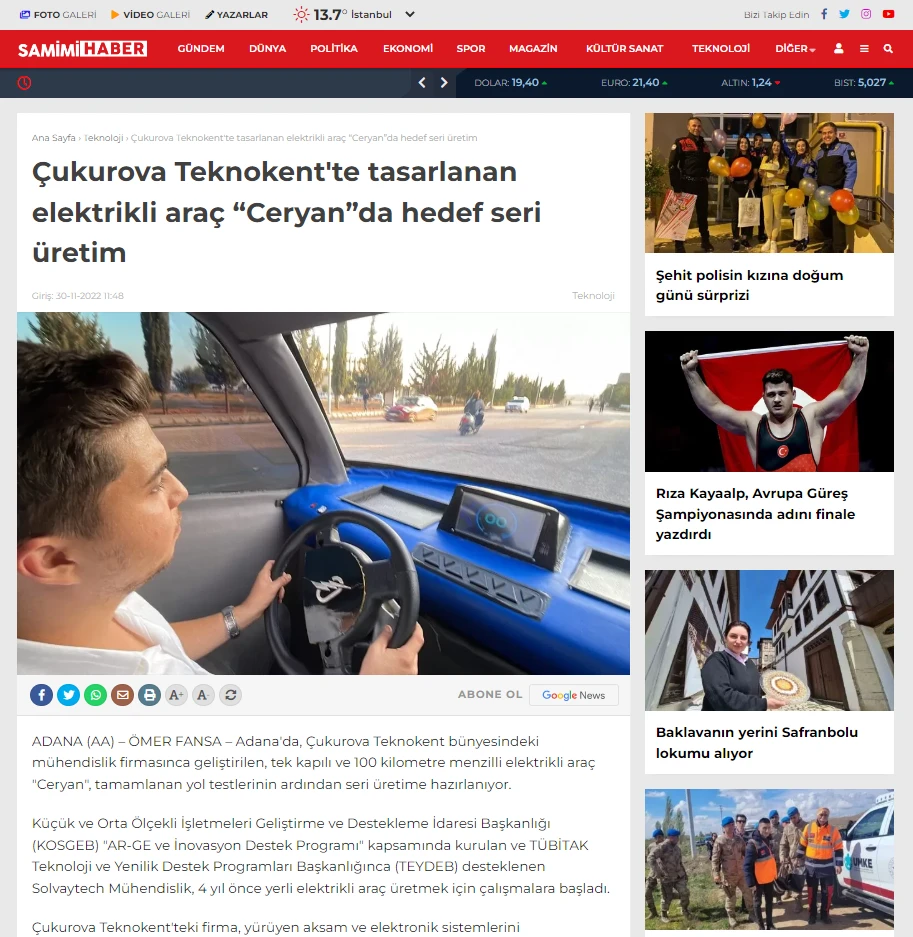 FOTO GALERİ
VİDEO GALERİ
YAZARLAR
13.7° İstanbul
Bizi Takip Edin
SAMİMİ HABER
GÜNDEM
DÜNYA
POLİTİKA
EKONOMİ
SPOR
MAGAZİN
KÜLTÜR SANAT
TEKNOLOJİ
DİĞER
DOLAR: 19,40
EURO: 21,40
ALTIN: 1,24
BIST: 5,027
Ana Sayfa › Teknoloji › Çukurova Teknokent'te tasarlanan elektrikli araç “Ceryan”da hedef seri üretim
Çukurova Teknokent'te tasarlanan
elektrikli araç “Ceryan”da hedef seri
üretim
Giriş: 30-11-2022 11:48
Teknoloji
A+
A-
ABONE OL
Google News
ADANA (AA) – ÖMER FANSA – Adana'da, Çukurova Teknokent bünyesindeki
mühendislik firmasınca geliştirilen, tek kapılı ve 100 kilometre menzilli elektrikli araç
"Ceryan", tamamlanan yol testlerinin ardından seri üretime hazırlanıyor.
Küçük ve Orta Ölçekli İşletmeleri Geliştirme ve Destekleme İdaresi Başkanlığı
(KOSGEB) "AR-GE ve İnovasyon Destek Programı" kapsamında kurulan ve TÜBİTAK
Teknoloji ve Yenilik Destek Programları Başkanlığınca (TEYDEB) desteklenen
Solvaytech Mühendislik, 4 yıl önce yerli elektrikli araç üretmek için çalışmalara başladı.
Çukurova Teknokent'teki firma, yürüyen aksam ve elektronik sistemlerini
Şehit polisin kızına doğum
günü sürprizi
Rıza Kayaalp, Avrupa Güreş
Şampiyonasında adını finale
yazdırdı
Baklavanın yerini Safranbolu
lokumu alıyor
UMKE